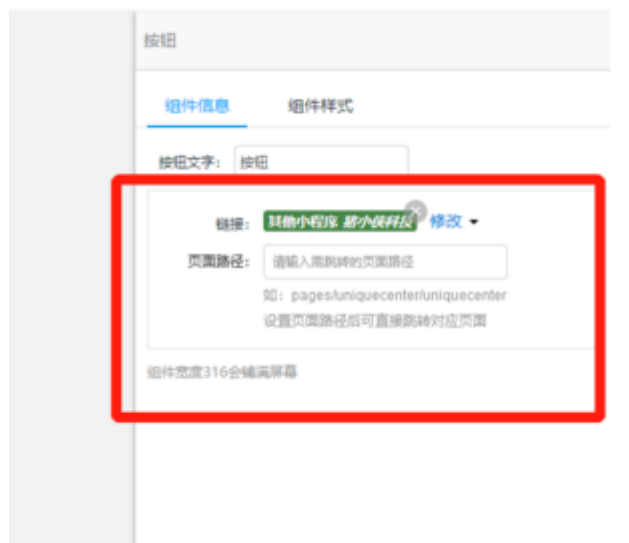 按钮
组件信息 组件样式
按钮文字: 按钮
链接: 其他小程序 修改
页面路径: 请输入需跳转的页面路径
如: pages/uniquecenter/uniquecenter
设置页面路径后可直接跳转对应页面
组件宽度316会铺满屏幕